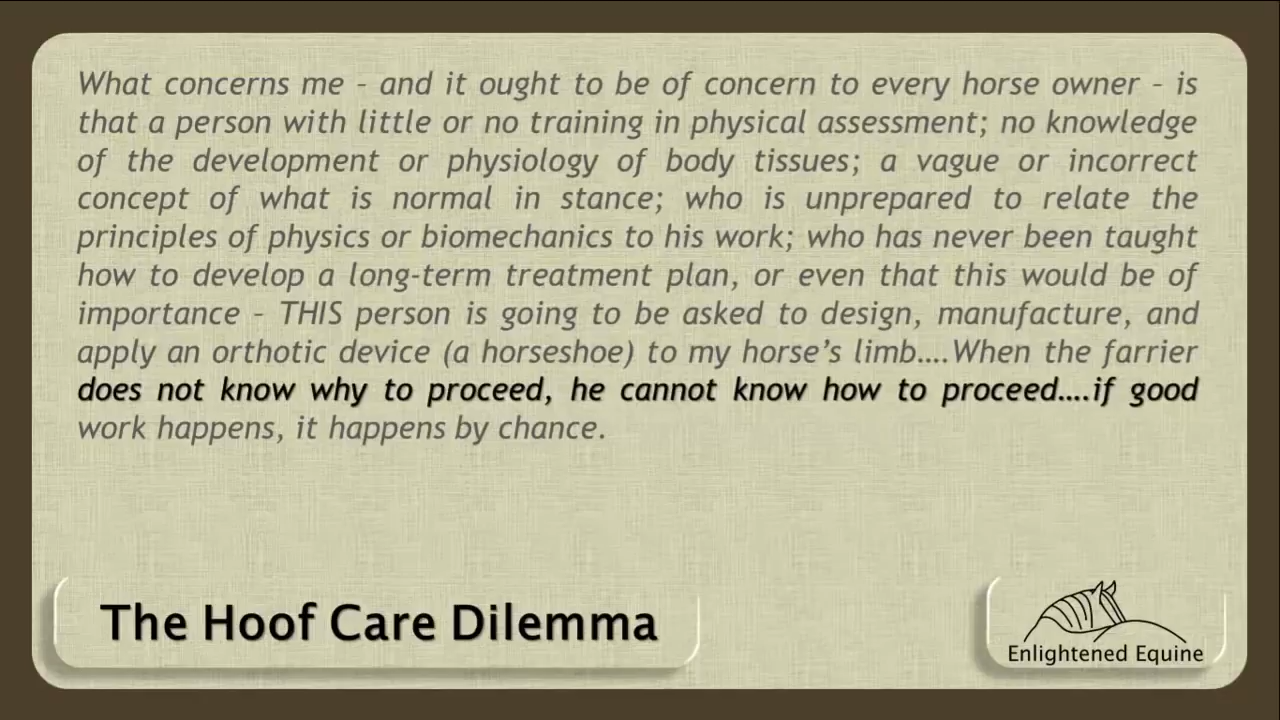 What concerns me – and it ought to be of concern to every horse owner – is
that a person with little or no training in physical assessment; no knowledge
of the development or physiology of body tissues; a vague or incorrect
concept of what is normal in stance; who is unprepared to relate the
principles of physics or biomechanics to his work; who has never been taught
how to develop a long-term treatment plan, or even that this would be of
importance – THIS person is going to be asked to design, manufacture, and
apply an orthotic device (a horseshoe) to my horse's limb….When the farrier
does not know why to proceed, he cannot know how to proceed….if good
work happens, it happens by chance.
The Hoof Care Dilemma
Enlightened Equine